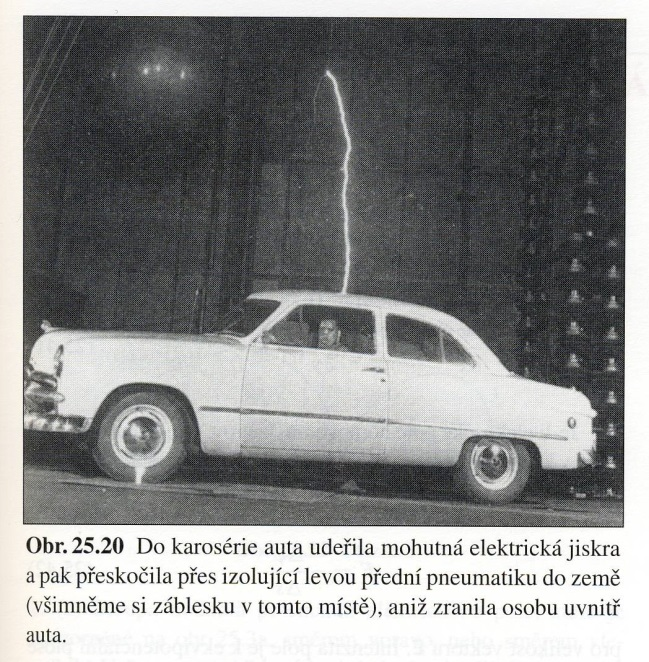 Obr. 25.20 Do karosérie auta udeřila mohutná elektrická jiskra
a pak přeskočila přes izolující levou přední pneumatiku do země
(všimněme si záblesku v tomto místě), aniž zranila osobu uvnitř
auta.